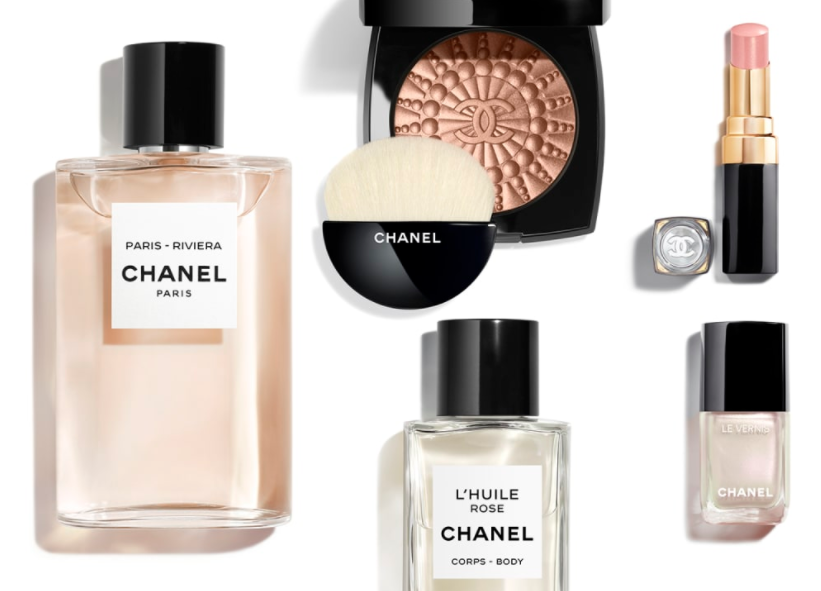 PARIS - RIVIERA
CHANEL
PARIS
CHANEL
L'HUILE
ROSE
CHANEL
CORPS - BODY
LE VERNIS
CHANEL